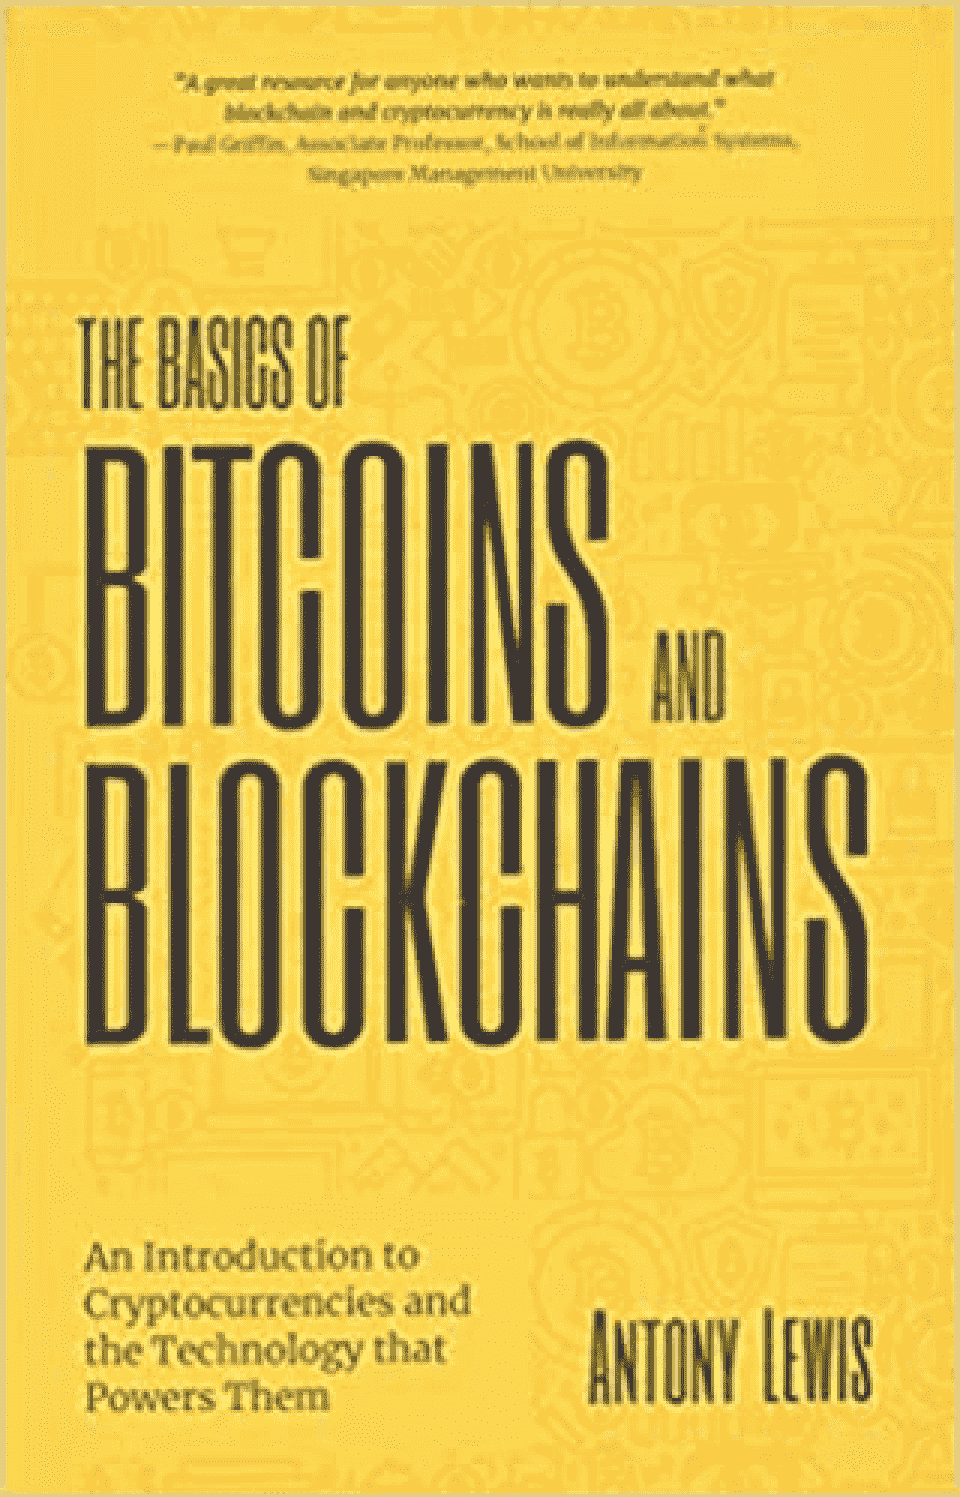 "A great resource for anyone who wants to understand what
blockchain and cryptocurrency is really all about."
—Paul Griffin, Associate Professor, School of Information Systems,
Singapore Management University
THE BASICS OF
BITCOINS AND
BLOCKCHAINS
An Introduction to
Cryptocurrencies and
the Technology that
Powers Them
ANTONY LEWIS